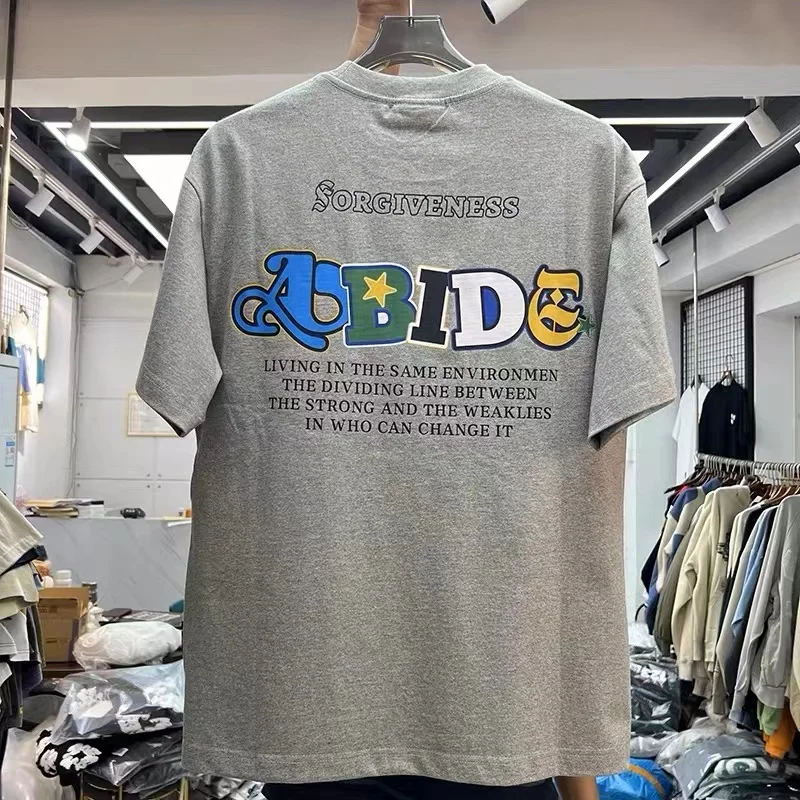 FORGIVENESS
ABIDE
LIVING IN THE SAME ENVIRONMEN
THE DIVIDING LINE BETWEEN
THE STRONG AND THE WEAKLIES
IN WHO CAN CHANGE IT